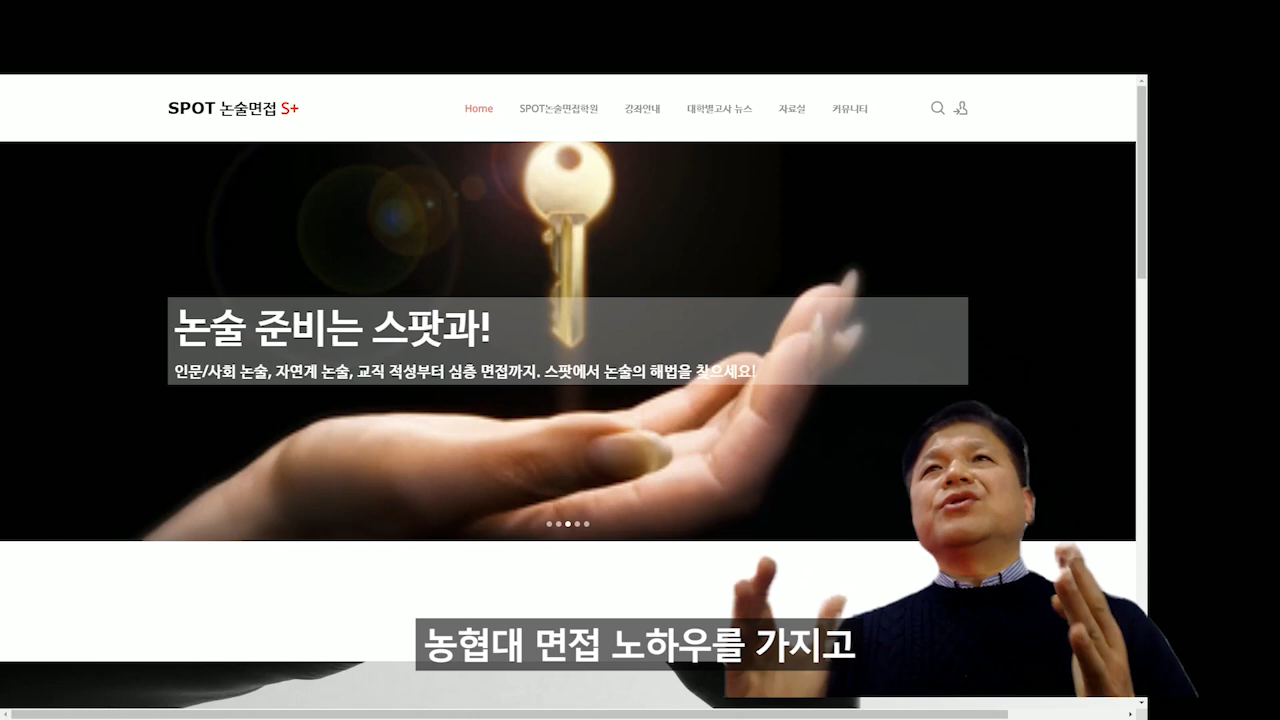 SPOT 논술면접 S+
Home SPOT논술면접학원 강좌안내 대학별고사 뉴스 자료실 커뮤니티
논술 준비는 스팟과!
인문/사회 논술, 자연계 논술, 교직 적성부터 심층 면접까지. 스팟에서 논술의 해법을 찾으세요!
농협대 면접 노하우를 가지고